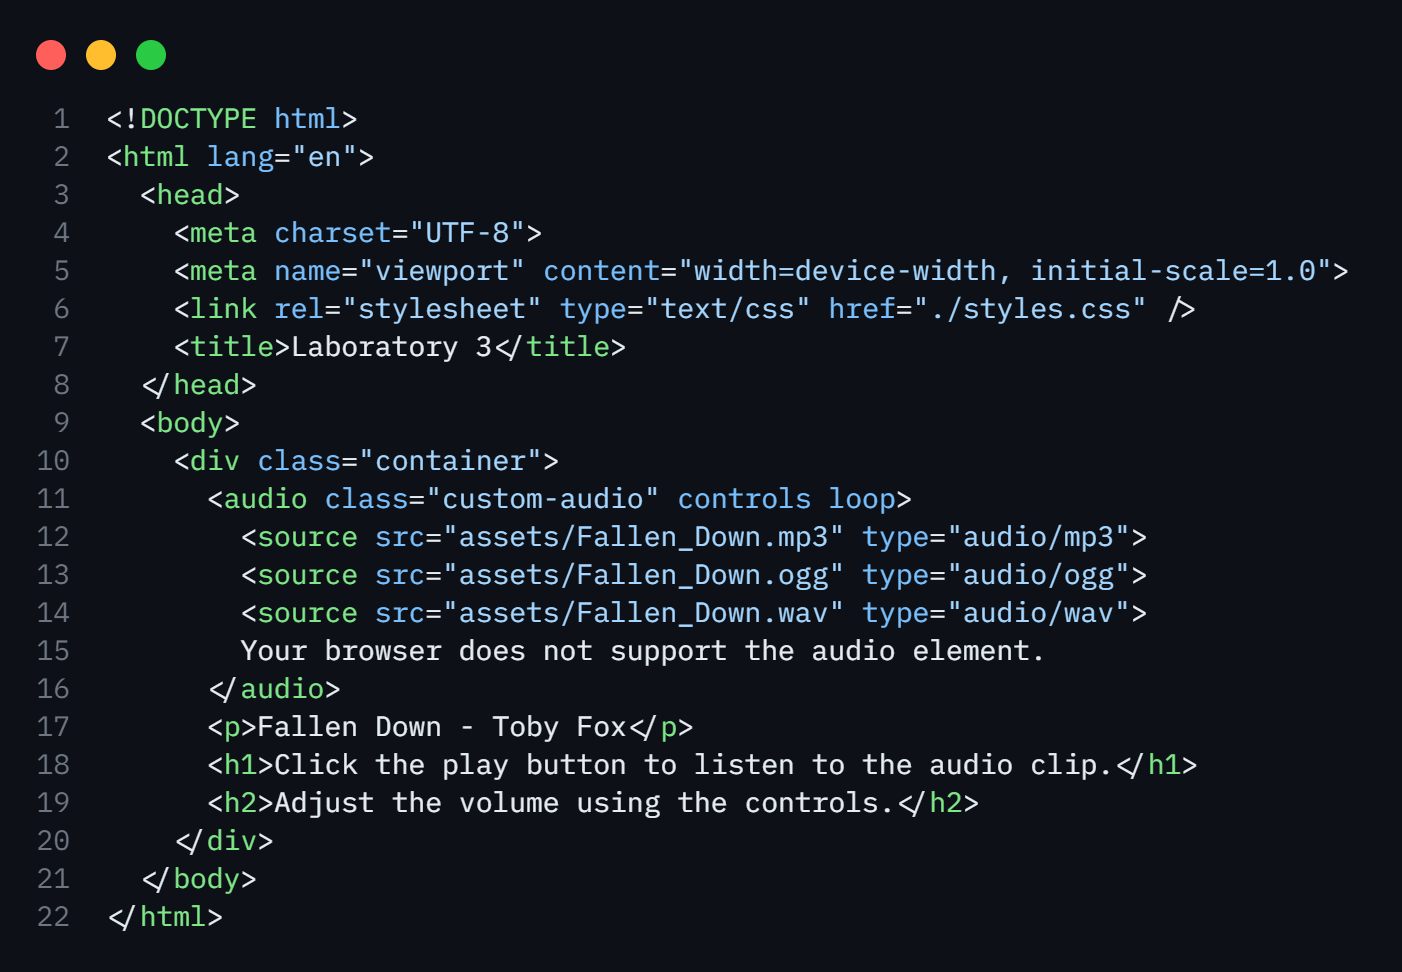 1 <!DOCTYPE html>
2 <html lang="en">
3   <head>
4     <meta charset="UTF-8">
5     <meta name="viewport" content="width=device-width, initial-scale=1.0">
6     <link rel="stylesheet" type="text/css" href="./styles.css" />
7     <title>Laboratory 3</title>
8   </head>
9   <body>
10     <div class="container">
11       <audio class="custom-audio" controls loop>
12         <source src="assets/Fallen_Down.mp3" type="audio/mp3">
13         <source src="assets/Fallen_Down.ogg" type="audio/ogg">
14         <source src="assets/Fallen_Down.wav" type="audio/wav">
15         Your browser does not support the audio element.
16       </audio>
17       <p>Fallen Down - Toby Fox</p>
18       <h1>Click the play button to listen to the audio clip.</h1>
19       <h2>Adjust the volume using the controls.</h2>
20     </div>
21   </body>
22 </html>